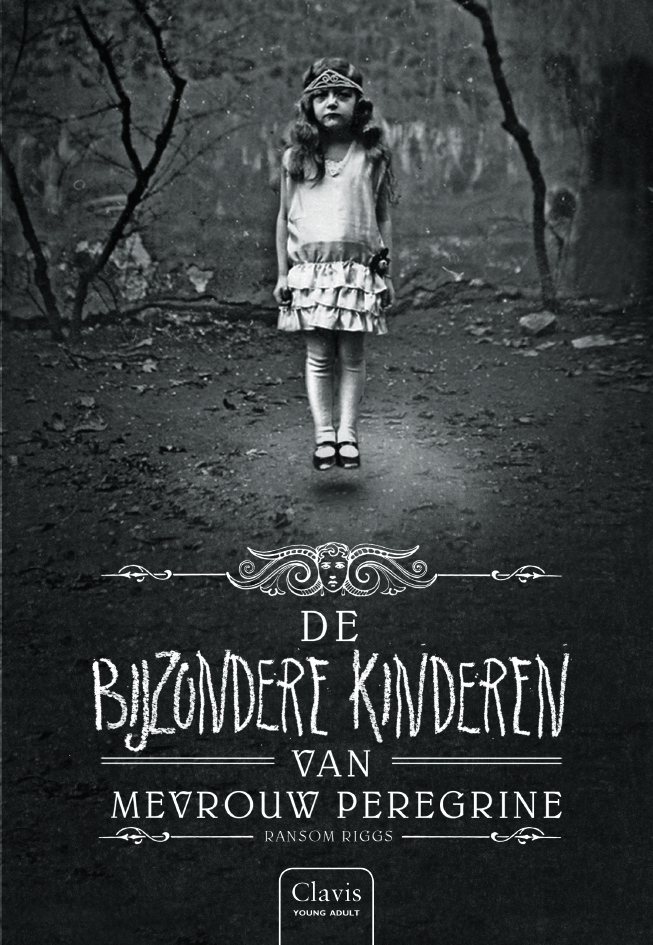 DE
BIJZONDERE KINDEREN
VAN
MEVROUW PEREGRINE
RANSOM RIGGS
Clavis
YOUNG ADULT